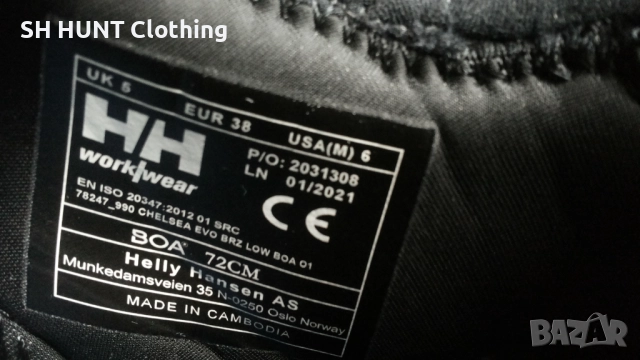 SH HUNT Clothing
UK 5 EUR 38 USA(M) 6
HH
workwear
P/O: 2031308
LN 01/2021
EN ISO 20347:2012 01 SRC
78247_990 CHELSEA EVO BRZ LOW BOA O1
CE
BOA® 72CM
Helly Hansen AS
Munkedamsveien 35 N-0250 Oslo Norway
MADE IN CAMBODIA
BAZAR